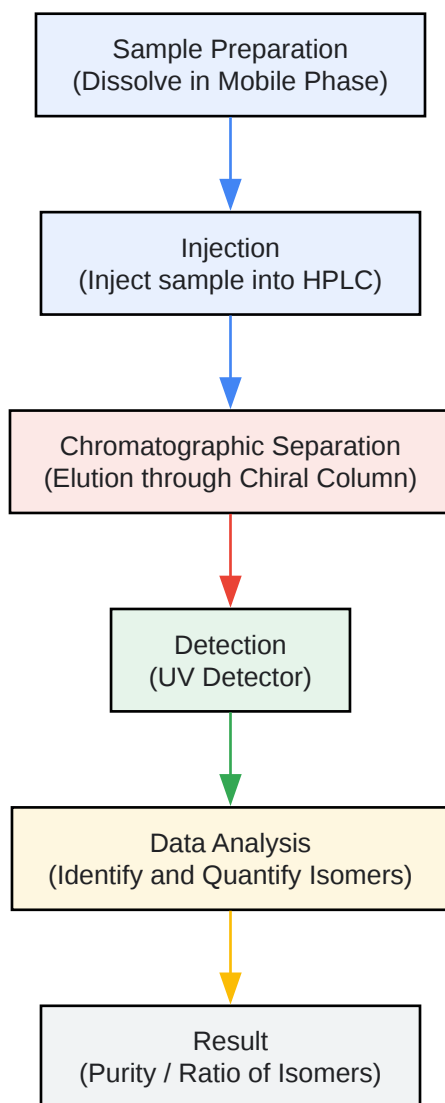 Sample Preparation
(Dissolve in Mobile Phase)
Injection
(Inject sample into HPLC)
Chromatographic Separation
(Elution through Chiral Column)
Detection
(UV Detector)
Data Analysis
(Identify and Quantify Isomers)
Result
(Purity / Ratio of Isomers)